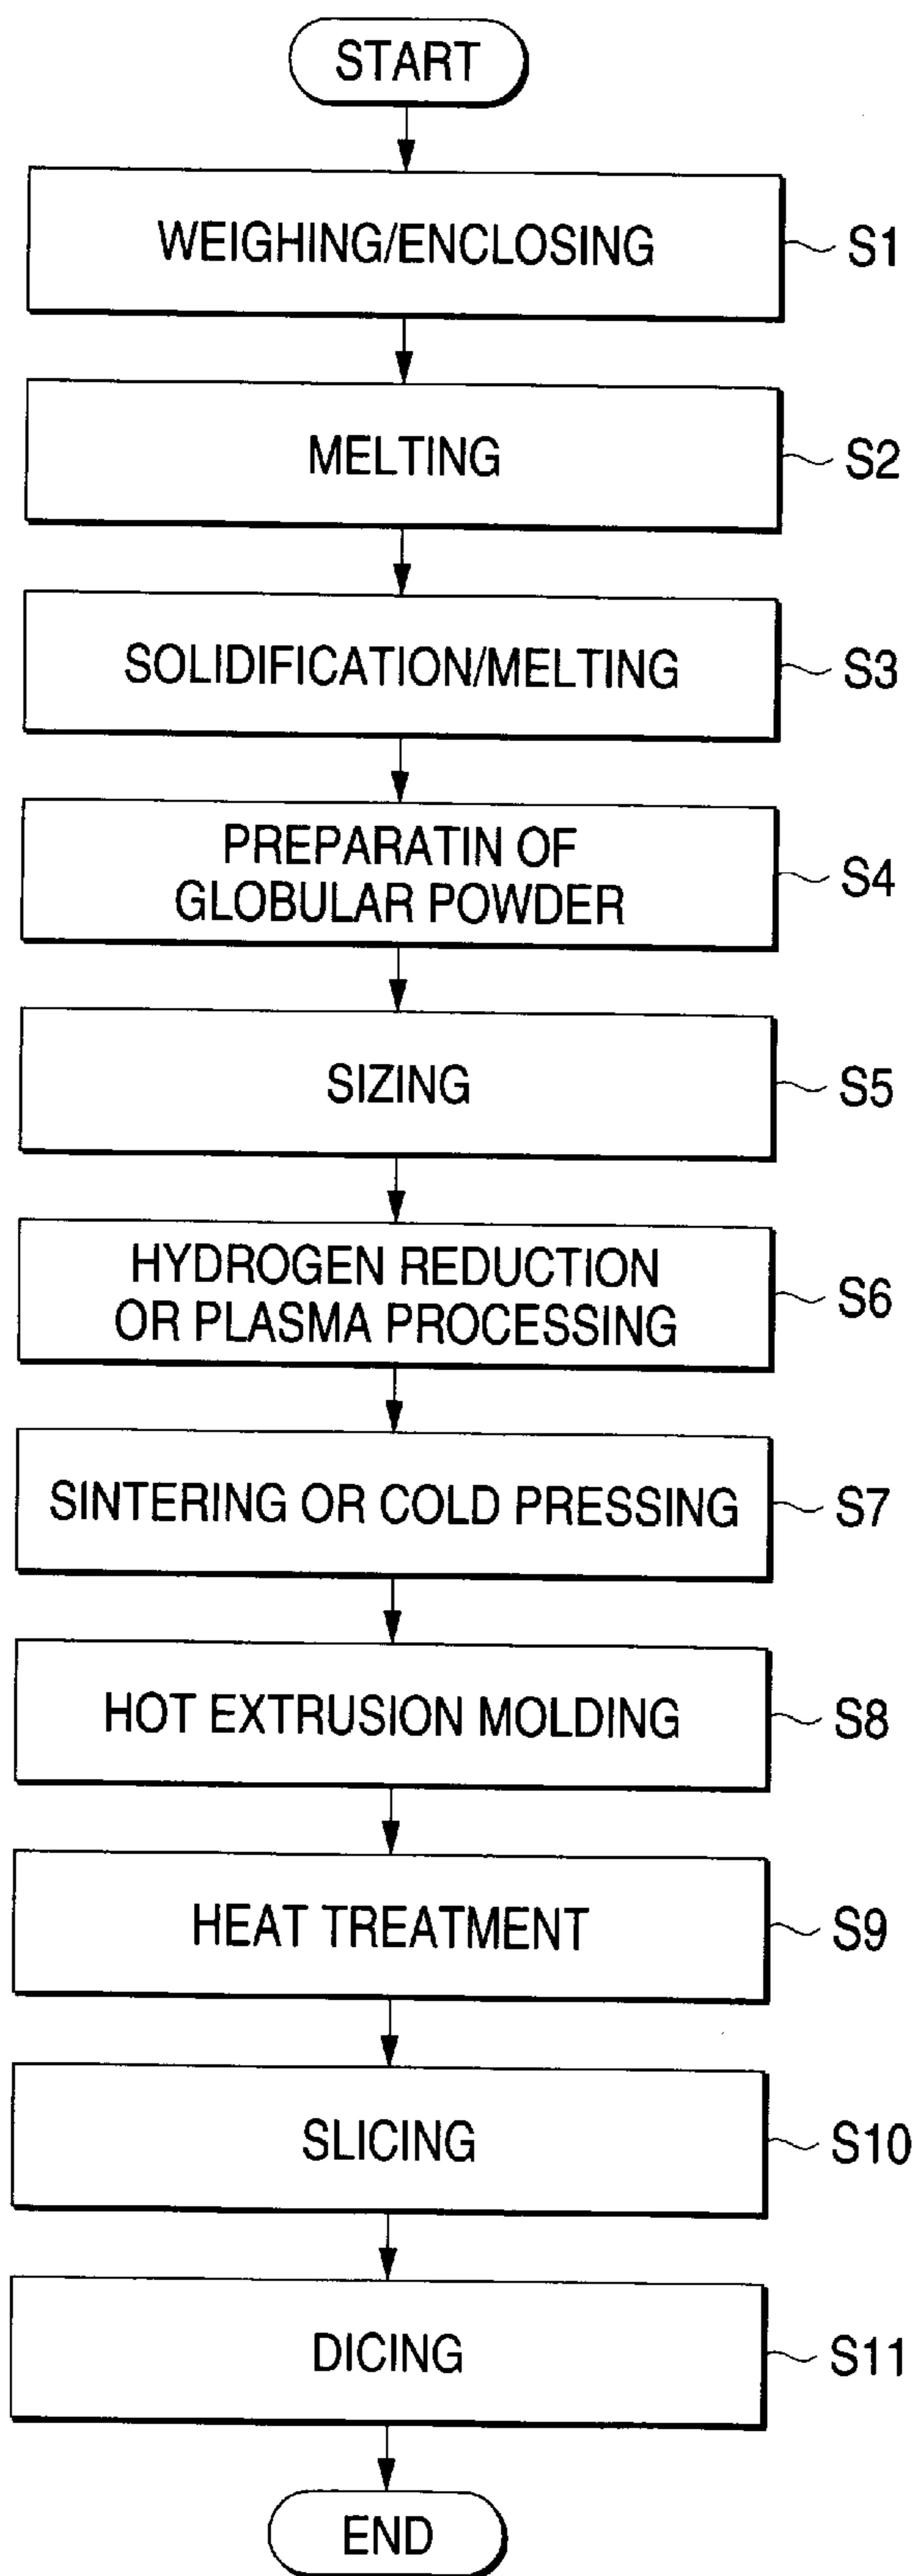 START
WEIGHING/ENCLOSING
S1
MELTING
S2
SOLIDIFICATION/MELTING
S3
PREPARATIN OF
GLOBULAR POWDER
S4
SIZING
S5
HYDROGEN REDUCTION
OR PLASMA PROCESSING
S6
SINTERING OR COLD PRESSING
S7
HOT EXTRUSION MOLDING
S8
HEAT TREATMENT
S9
SLICING
S10
DICING
S11
END